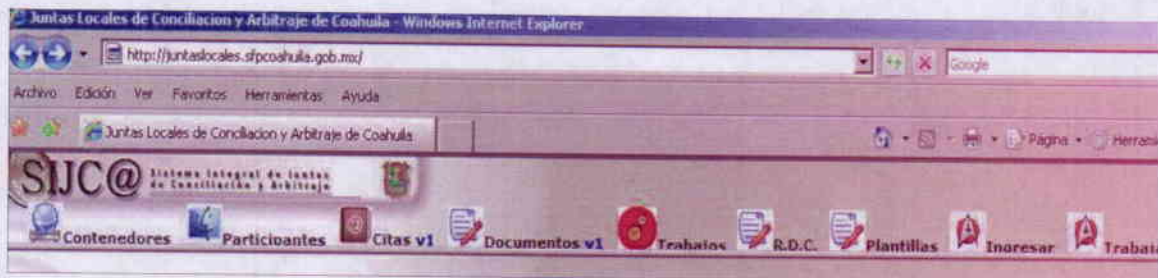 Juntas Locales de Conciliacion y Arbitraje de Coahuila - Windows Internet Explorer
http://juntaslocales.sfpcoahuila.gob.mx/
Google
Archivo Edición Ver Favoritos Herramientas Ayuda
Juntas Locales de Conciliacion y Arbitraje de Coahuila
Página
Herrami
SIJC@ Sistema Integral de Juntas
de Conciliación y Arbitraje
Contenedores Participantes Citas v1 Documentos v1 Trabajos R.D.C. Plantillas Ingresar Trabaj